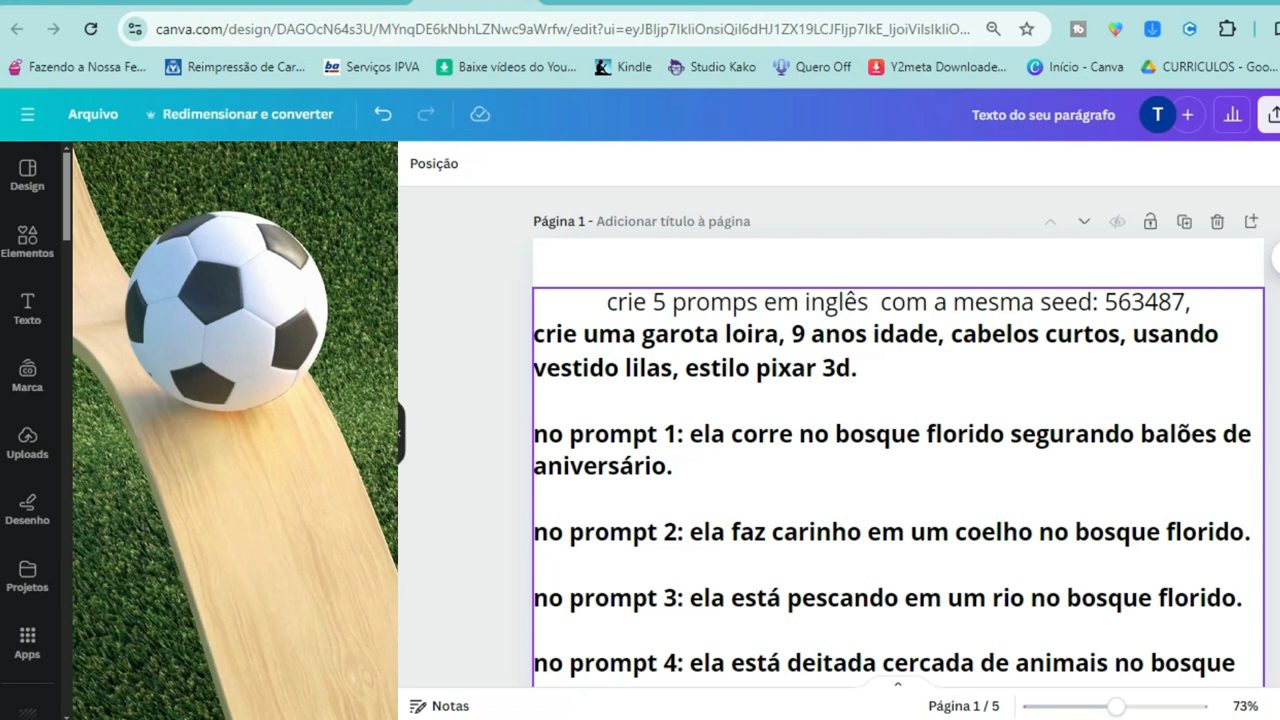 canva.com/design/DAGOcN64s3U/MYnqDE6kNbhLZNwc9aWrfw/edit?ui=eyJBIjp7IkIiOnsiQiI6dHJ1ZX19LCJFIjp7IkE_IjoiViIsIkIiO...
Fazendo a Nossa Fe...
Reimpressão de Car...
Serviços IPVA
Baixe vídeos do You...
Kindle
Studio Kako
Quero Off
Y2meta Downloade...
Início - Canva
CURRICULOS - Goo...
Arquivo
Redimensionar e converter
Texto do seu parágrafo
T
+
Design
Elementos
Texto
Marca
Uploads
Desenho
Projetos
Apps
Posição
Página 1 - Adicionar título à página
crie 5 promps em inglês com a mesma seed: 563487,
crie uma garota loira, 9 anos idade, cabelos curtos, usando
vestido lilas, estilo pixar 3d.
no prompt 1: ela corre no bosque florido segurando balões de
aniversário.
no prompt 2: ela faz carinho em um coelho no bosque florido.
no prompt 3: ela está pescando em um rio no bosque florido.
no prompt 4: ela está deitada cercada de animais no bosque
Notas
Página 1 / 5
73%